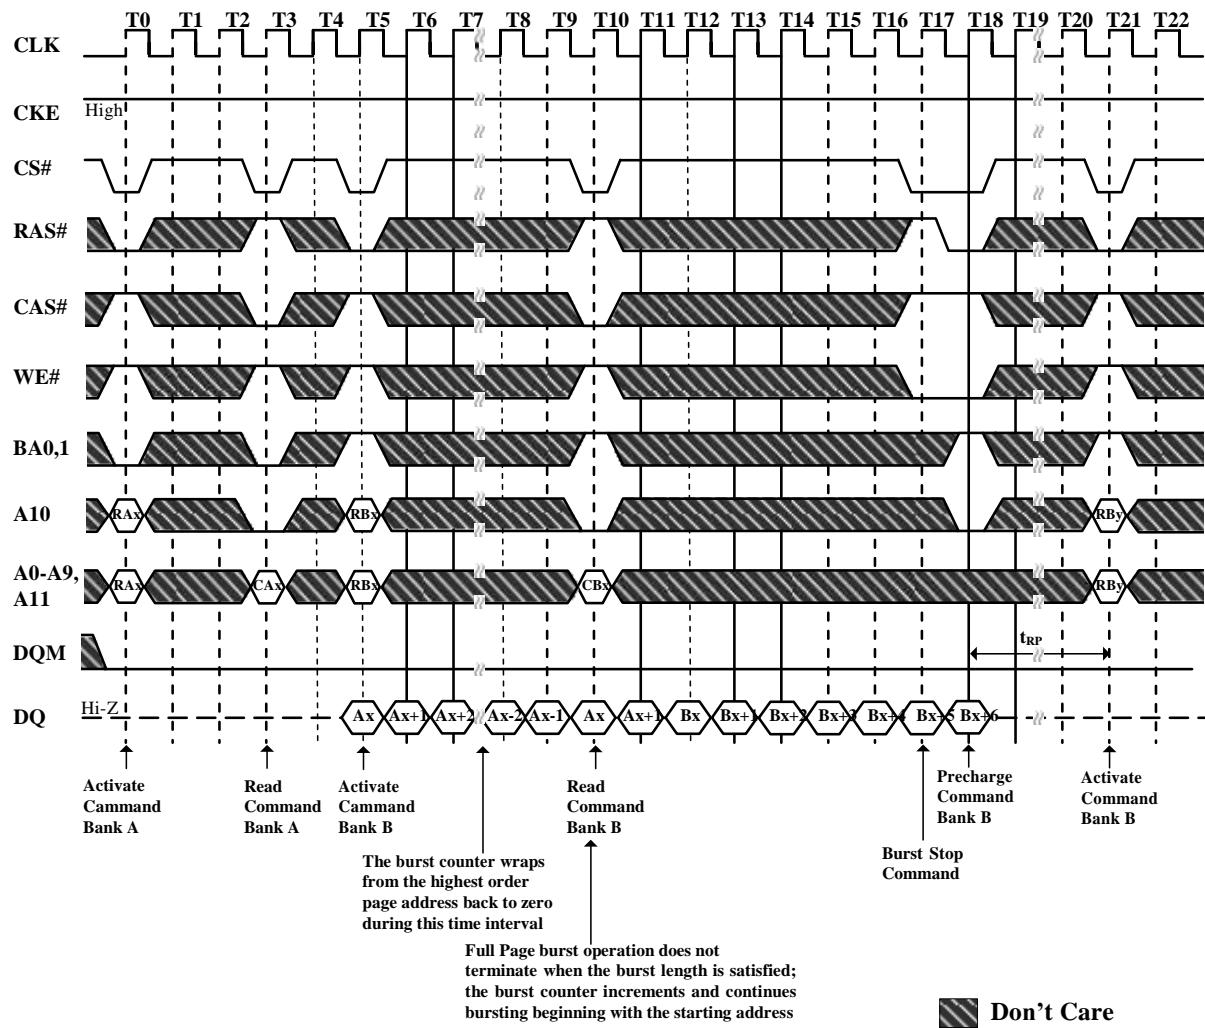 T0 T1 T2 T3 T4 T5 T6 T7 T8 T9 T10 T11 T12 T13 T14 T15 T16 T17 T18 T19 T20 T21 T22
CLK
CKE High
CS#
RAS#
CAS#
WE#
BA0,1
A10 RAx RBx RBy
A0-A9,
A11
RAx CAx RBx CBx RBy
DQM tRP
DQ Hi-Z Ax Ax+1 Ax+2 Ax-2 Ax-1 Ax Ax+1 Bx Bx+1 Bx+2 Bx+3 Bx+4 Bx+5 Bx+6
Activate
Cammand
Bank A
Read
Command
Bank A
Activate
Cammand
Bank B
Read
Command
Bank B
Precharge
Command
Bank B
Activate
Command
Bank B
Burst Stop
Command
The burst counter wraps
from the highest order
page address back to zero
during this time interval
Full Page burst operation does not
terminate when the burst length is satisfied;
the burst counter increments and continues
bursting beginning with the starting address
Don't Care